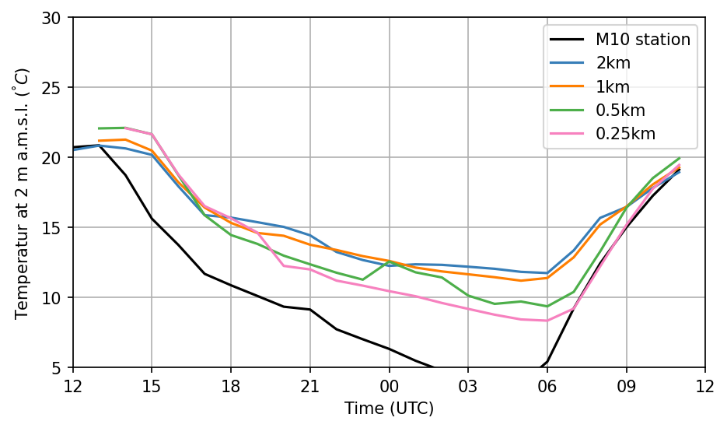 30
25
20
15
10
5
12
15
18
21
00
03
06
09
12
Temperatur at 2 m a.m.s.l. (°C)
Time (UTC)
M10 station
2km
1km
0.5km
0.25km